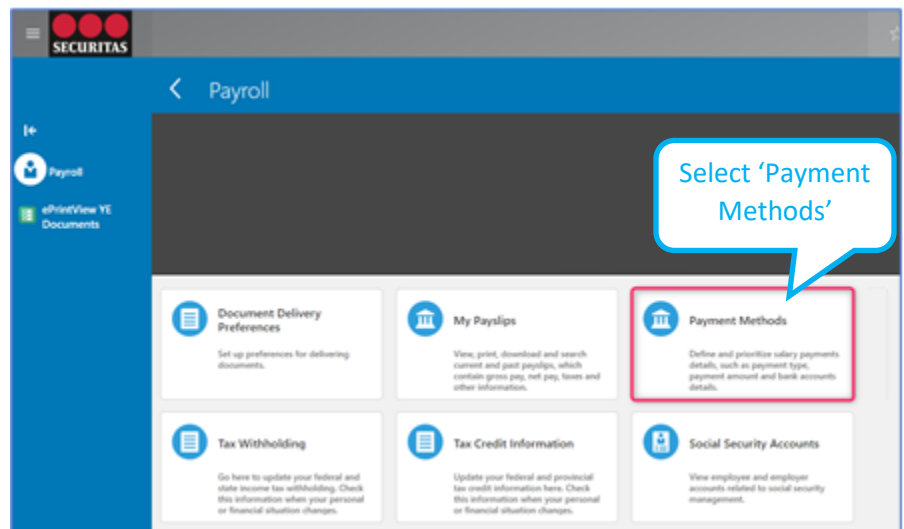 SECURITAS
Payroll
Payroll
ePrintView YE
Documents
Select ‘Payment
Methods’
Document Delivery
Preferences
Set up preferences for delivering
documents.
My Payslips
View, print, download and search
current and past payslips, which
contain gross pay, net pay, taxes and
other information.
Payment Methods
Define and prioritize salary payments
details, such as payment type,
payment amount and bank accounts
details.
Tax Withholding
Go here to update your federal and
state income tax withholding. Check
this information when your personal
or financial situation changes.
Tax Credit Information
Update your federal and provincial
tax credit information here. Check
this information when your personal
or financial situation changes.
Social Security Accounts
View employee and employer
accounts related to social security
management.